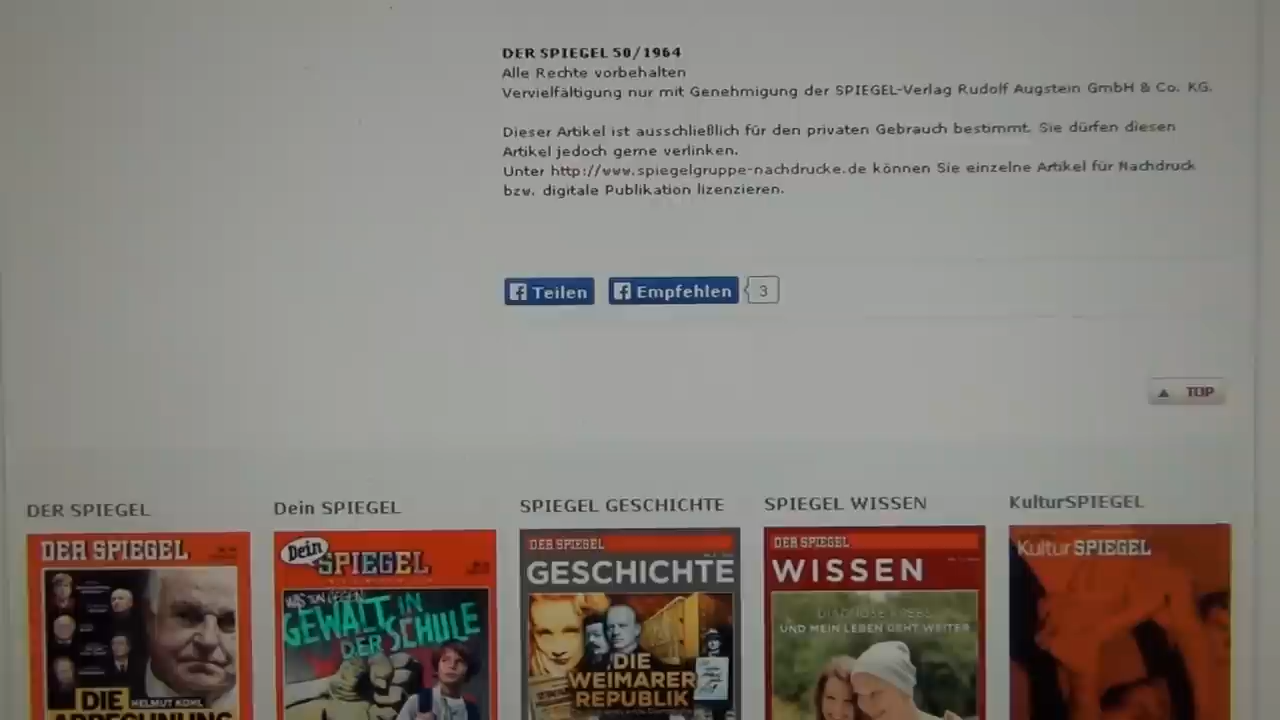 DER SPIEGEL 50/1964
Alle Rechte vorbehalten
Vervielfältigung nur mit Genehmigung der SPIEGEL-Verlag Rudolf Augstein GmbH & Co. KG.
Dieser Artikel ist ausschließlich für den privaten Gebrauch bestimmt. Sie dürfen diesen
Artikel jedoch gerne verlinken.
Unter http://www.spiegelgruppe-nachdrucke.de können Sie einzelne Artikel für Nachdruck
bzw. digitale Publikation lizenzieren.
Teilen
Empfehlen
3
TOP
DER SPIEGEL
Dein SPIEGEL
SPIEGEL GESCHICHTE
SPIEGEL WISSEN
KulturSPIEGEL
DER SPIEGEL
DIE
HELMUT KOHL
ABRECHNUNG
Dein
SPIEGEL
GEWALT IN
DER SCHULE
DER SPIEGEL
GESCHICHTE
DIE
WEIMARER
REPUBLIK
DER SPIEGEL
WISSEN
UND MEIN LEBEN GEHT WEITER
KulturSPIEGEL